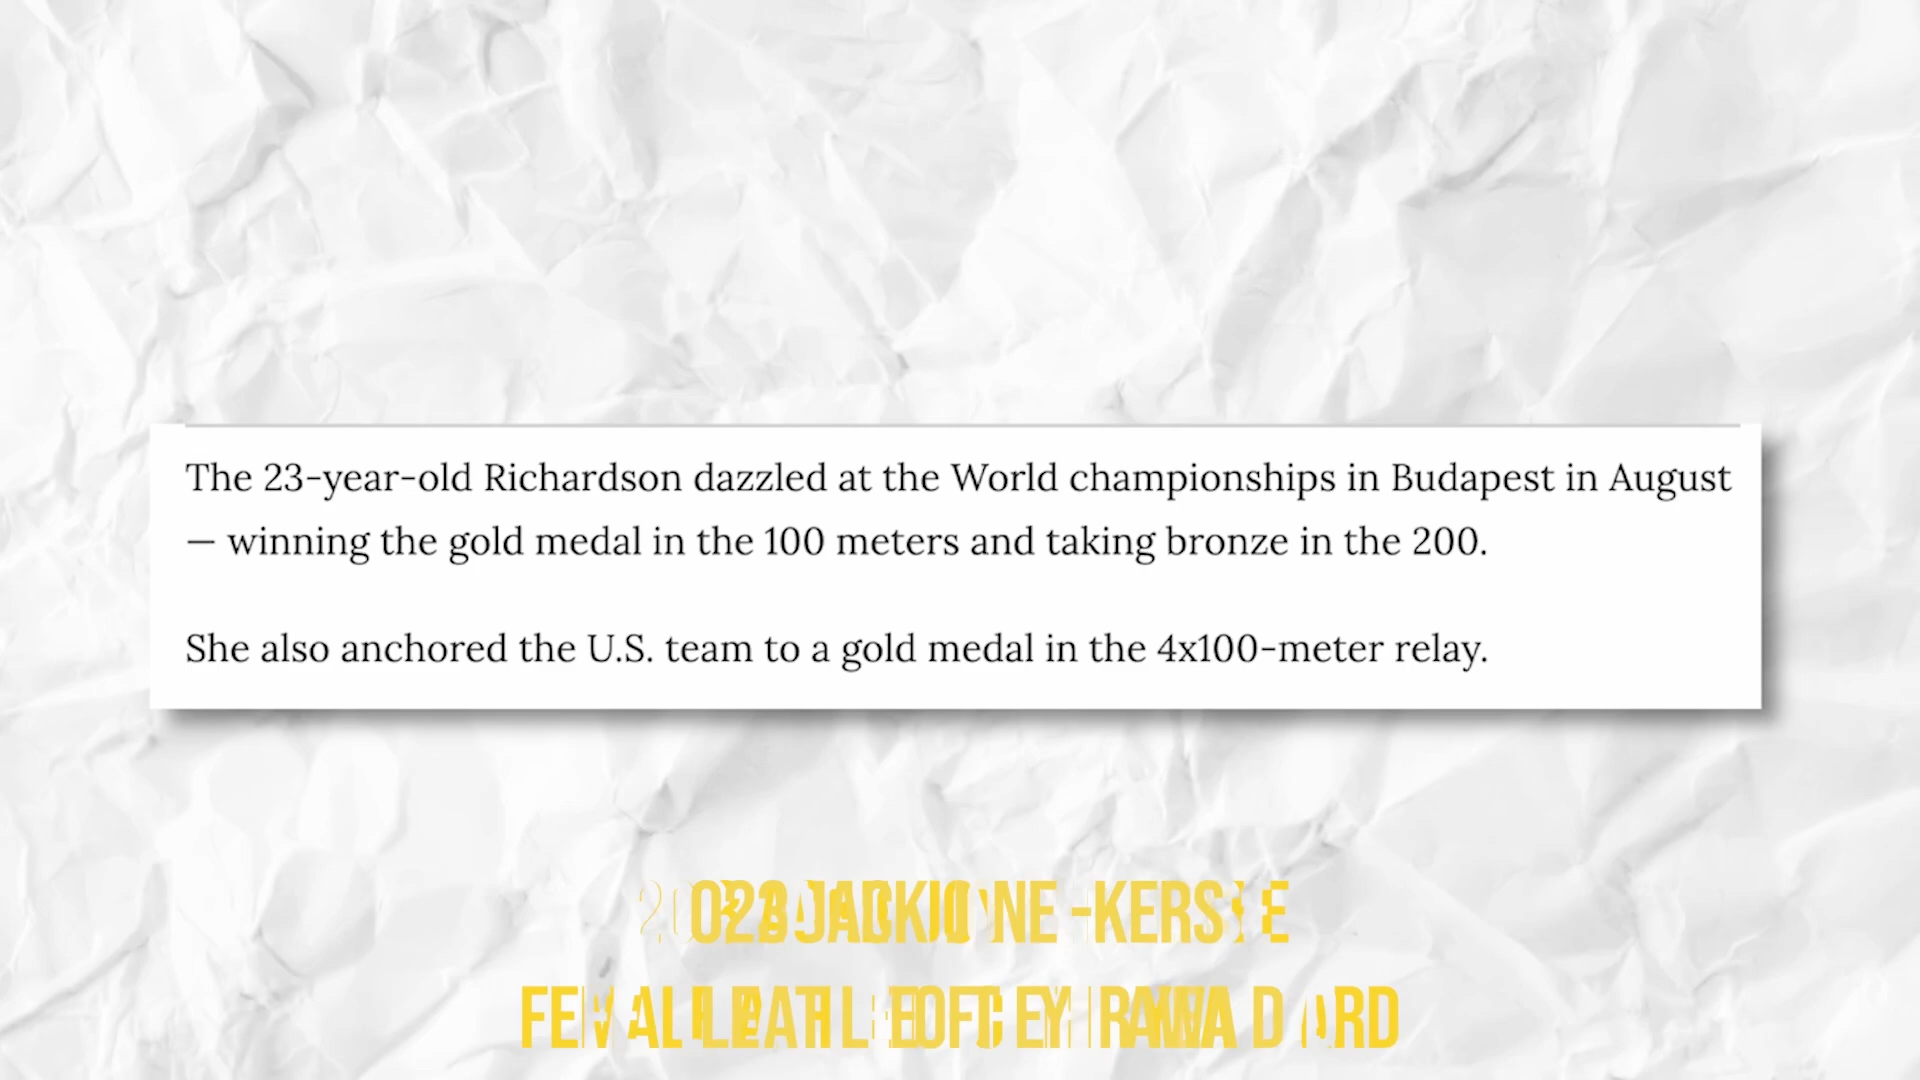 The 23-year-old Richardson dazzled at the World championships in Budapest in August
— winning the gold medal in the 100 meters and taking bronze in the 200.
She also anchored the U.S. team to a gold medal in the 4x100-meter relay.